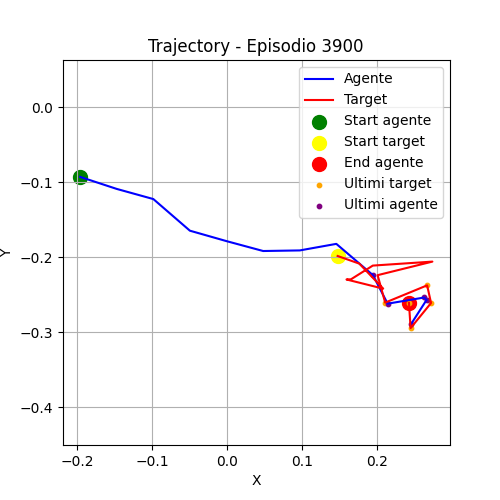 Trajectory - Episodio 3900
Agente
Target
Start agente
Start target
End agente
Ultimi target
Ultimi agente
0.0
−0.1
−0.2
−0.3
−0.4
Y
−0.2
−0.1
0.0
0.1
0.2
X